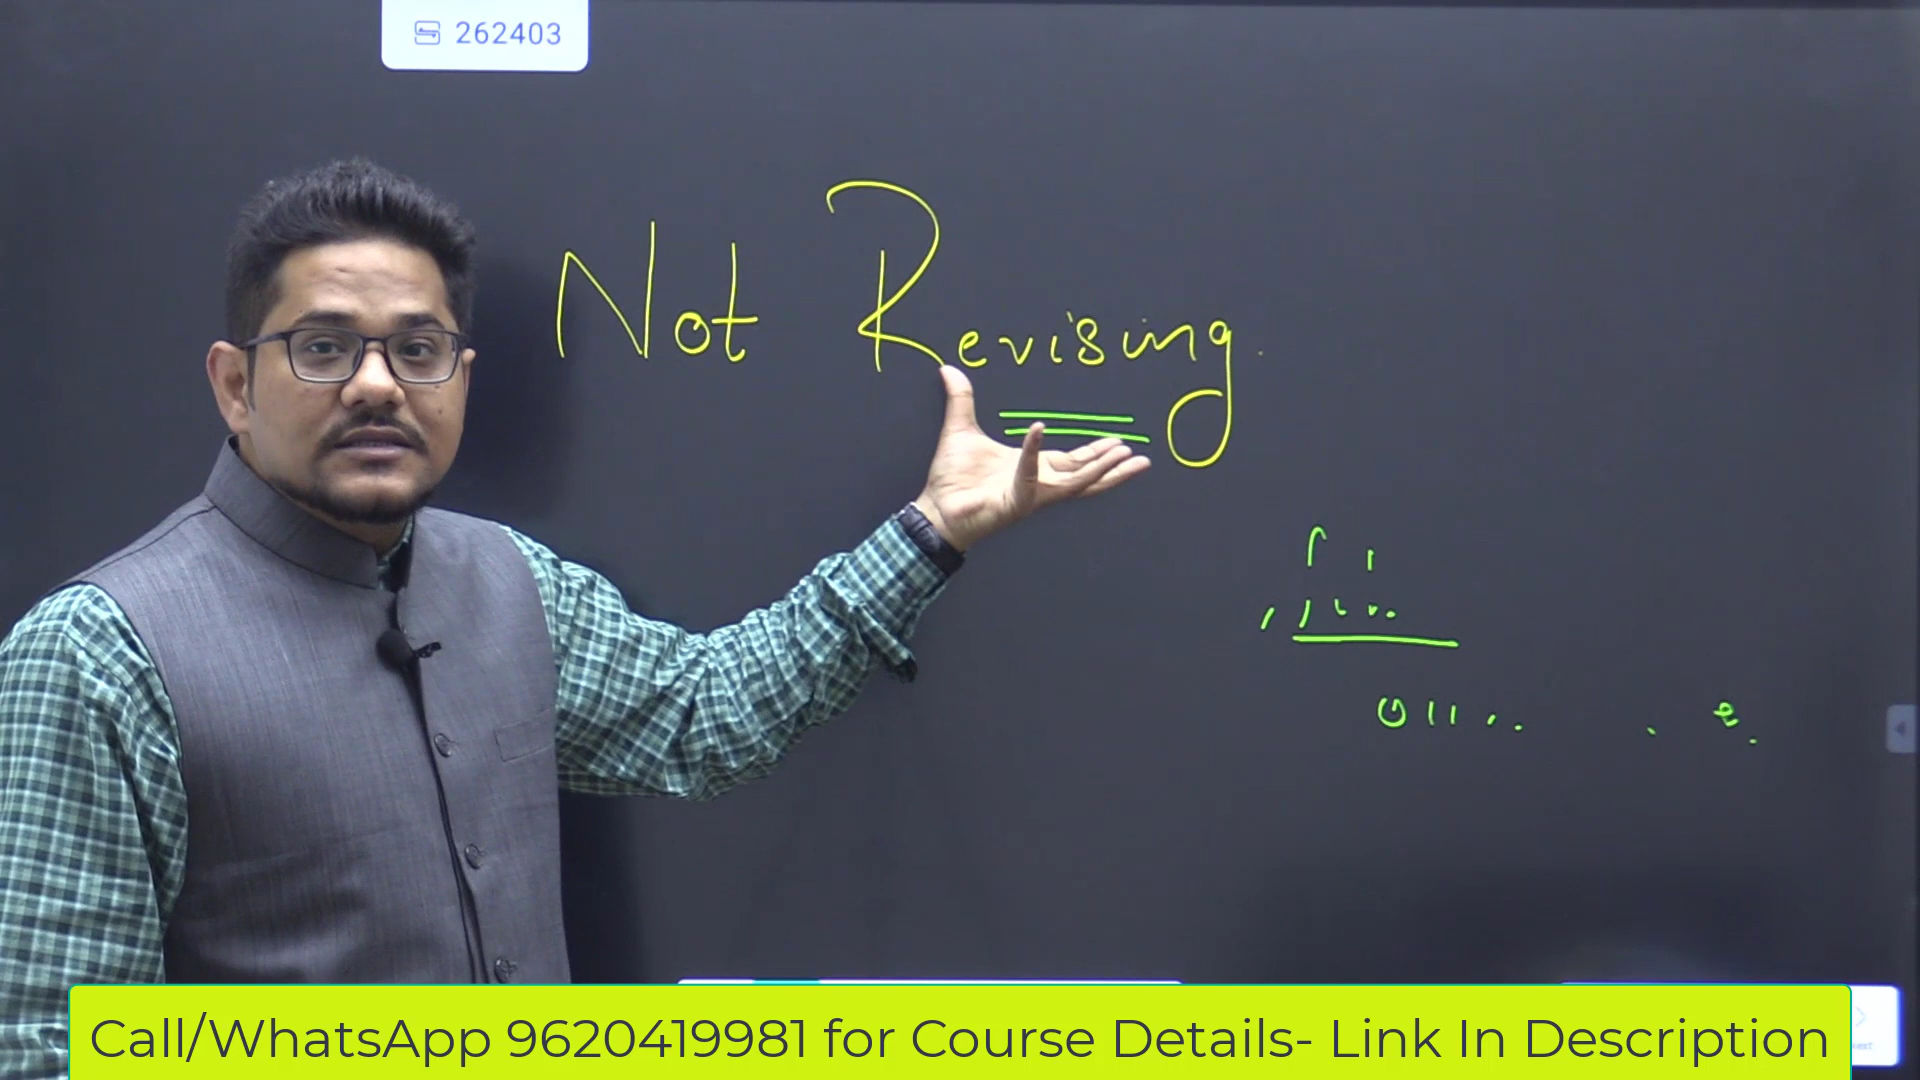 262403
Not Revising.
Call/WhatsApp 9620419981 for Course Details- Link In Description